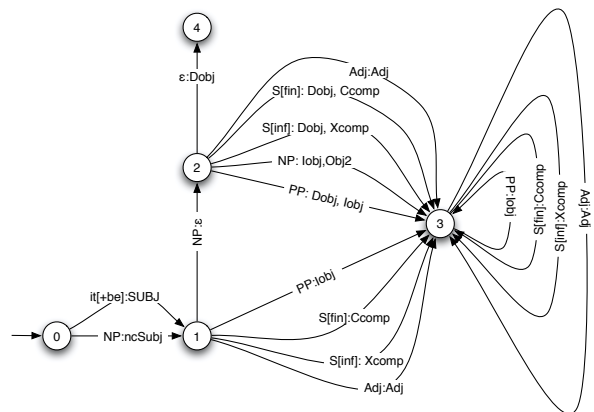 4
ε:Dobj
Adj:Adj
S[fin]: Dobj, Ccomp
S[inf]: Dobj, Xcomp
2
NP: Iobj,Obj2
PP: Dobj, Iobj
3
PP:Iobj
S[fin]:Ccomp
S[inf]:Xcomp
Adj:Adj
NP:ε
PP:Iobj
it[+be]:SUBJ
S[fin]:Ccomp
0
NP:ncSubj
1
S[inf]: Xcomp
Adj:Adj